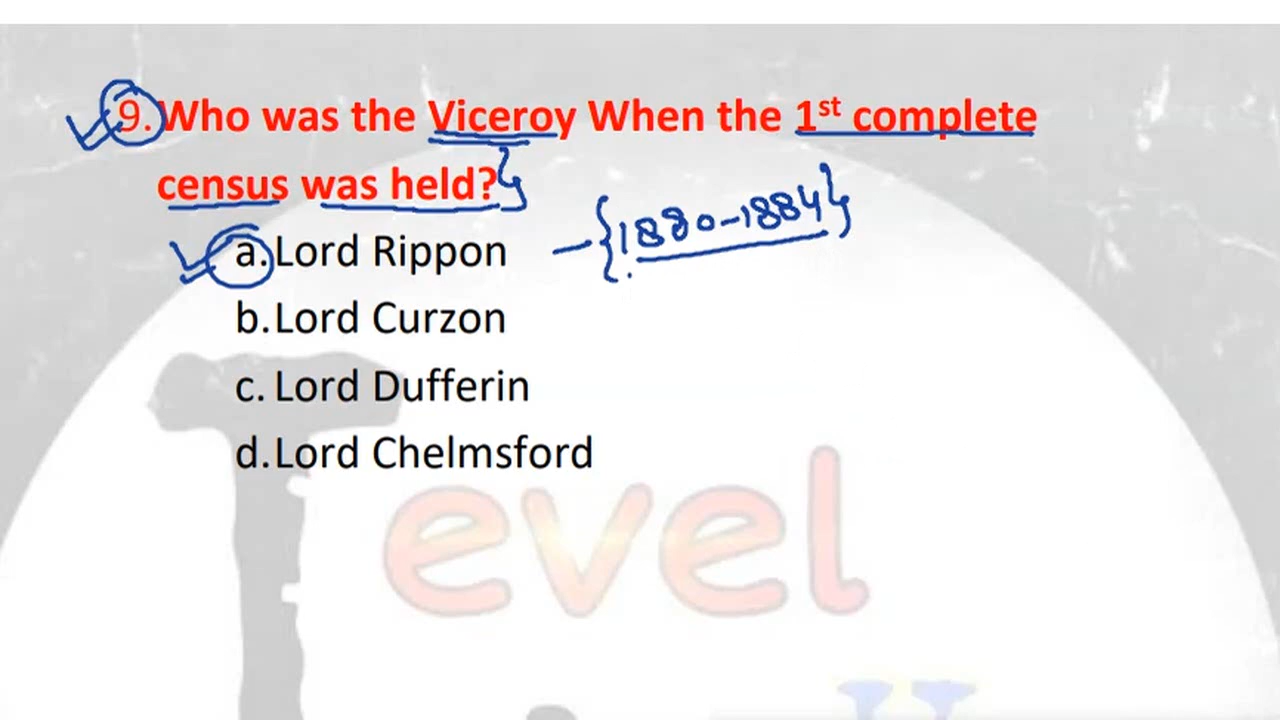 9. Who was the Viceroy When the 1st complete
census was held?
a. Lord Rippon
{1880-1884}
b. Lord Curzon
c. Lord Dufferin
d. Lord Chelmsford
evel